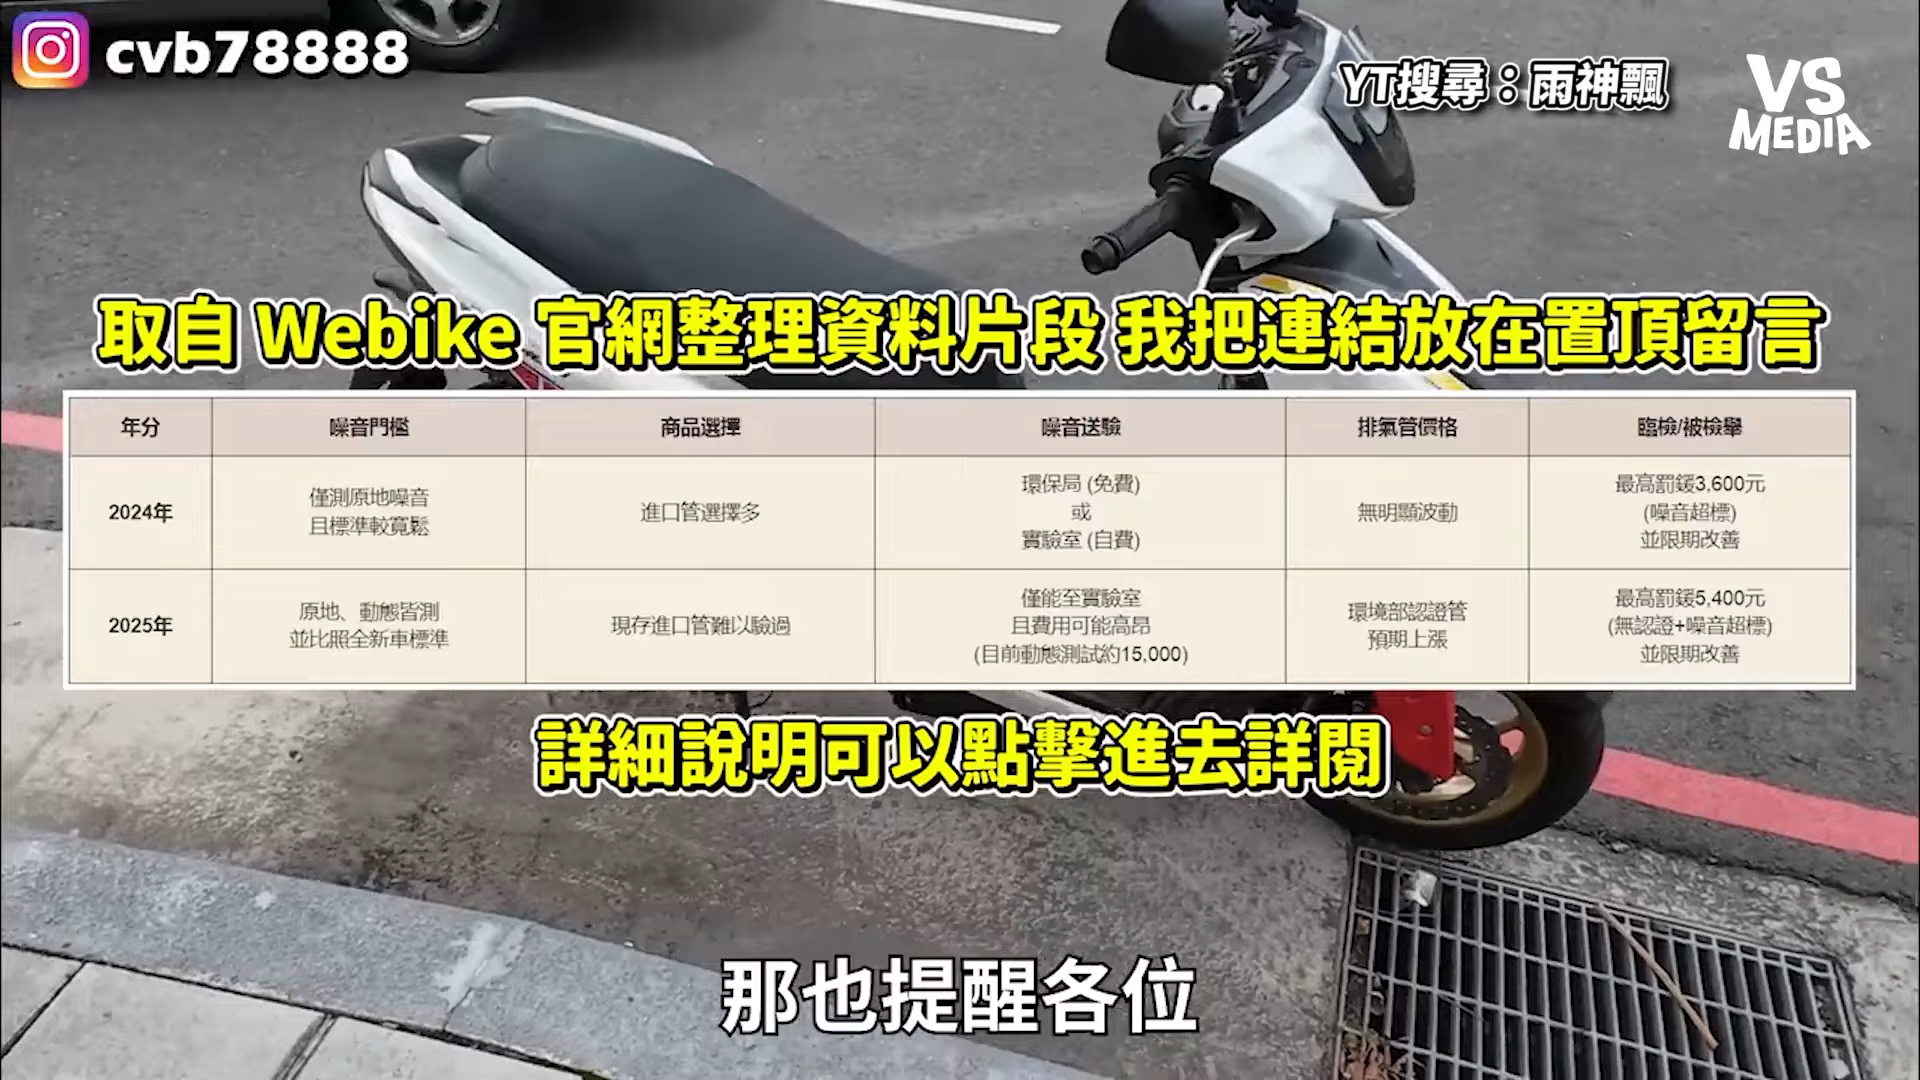 cvb78888
YT搜尋：雨神飄
VS
MEDIA
取自 Webike 官網整理資料片段 我把連結放在置頂留言
年分
噪音門檻
商品選擇
噪音送驗
排氣管價格
臨檢/被檢舉
2024年
僅測原地噪音
且標準較寬鬆
進口管選擇多
環保局 (免費)
或
實驗室 (自費)
無明顯波動
最高罰鍰3,600元
(噪音超標)
並限期改善
2025年
原地、動態皆測
並比照全新車標準
現存進口管難以驗過
僅能至實驗室
且費用可能高昂
(目前動態測試約15,000)
環境部認證管
預期上漲
最高罰鍰5,400元
(無認證+噪音超標)
並限期改善
詳細說明可以點擊進去詳閱
那也提醒各位